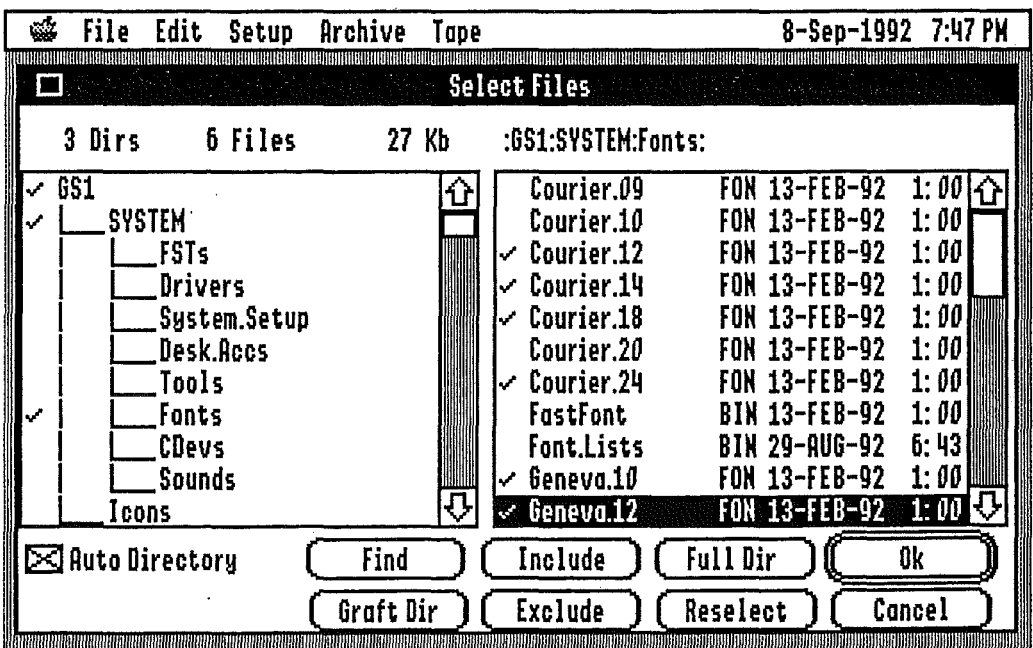 File Edit Setup Archive Tape 8-Sep-1992 7:47 PM
Select Files
3 Dirs 6 Files 27 Kb :GS1:SYSTEM:Fonts:
GS1
SYSTEM
FSTs
Drivers
System.Setup
Desk.Accs
Tools
Fonts
CDevs
Sounds
Icons
Courier.09 FON 13-FEB-92 1:00
Courier.10 FON 13-FEB-92 1:00
Courier.12 FON 13-FEB-92 1:00
Courier.14 FON 13-FEB-92 1:00
Courier.18 FON 13-FEB-92 1:00
Courier.20 FON 13-FEB-92 1:00
Courier.24 FON 13-FEB-92 1:00
FastFont BIN 13-FEB-92 1:00
Font.Lists BIN 29-AUG-92 6:43
Geneva.10 FON 13-FEB-92 1:00
Geneva.12 FON 13-FEB-92 1:00
Auto Directory Find Include Full Dir Ok
Graft Dir Exclude Reselect Cancel